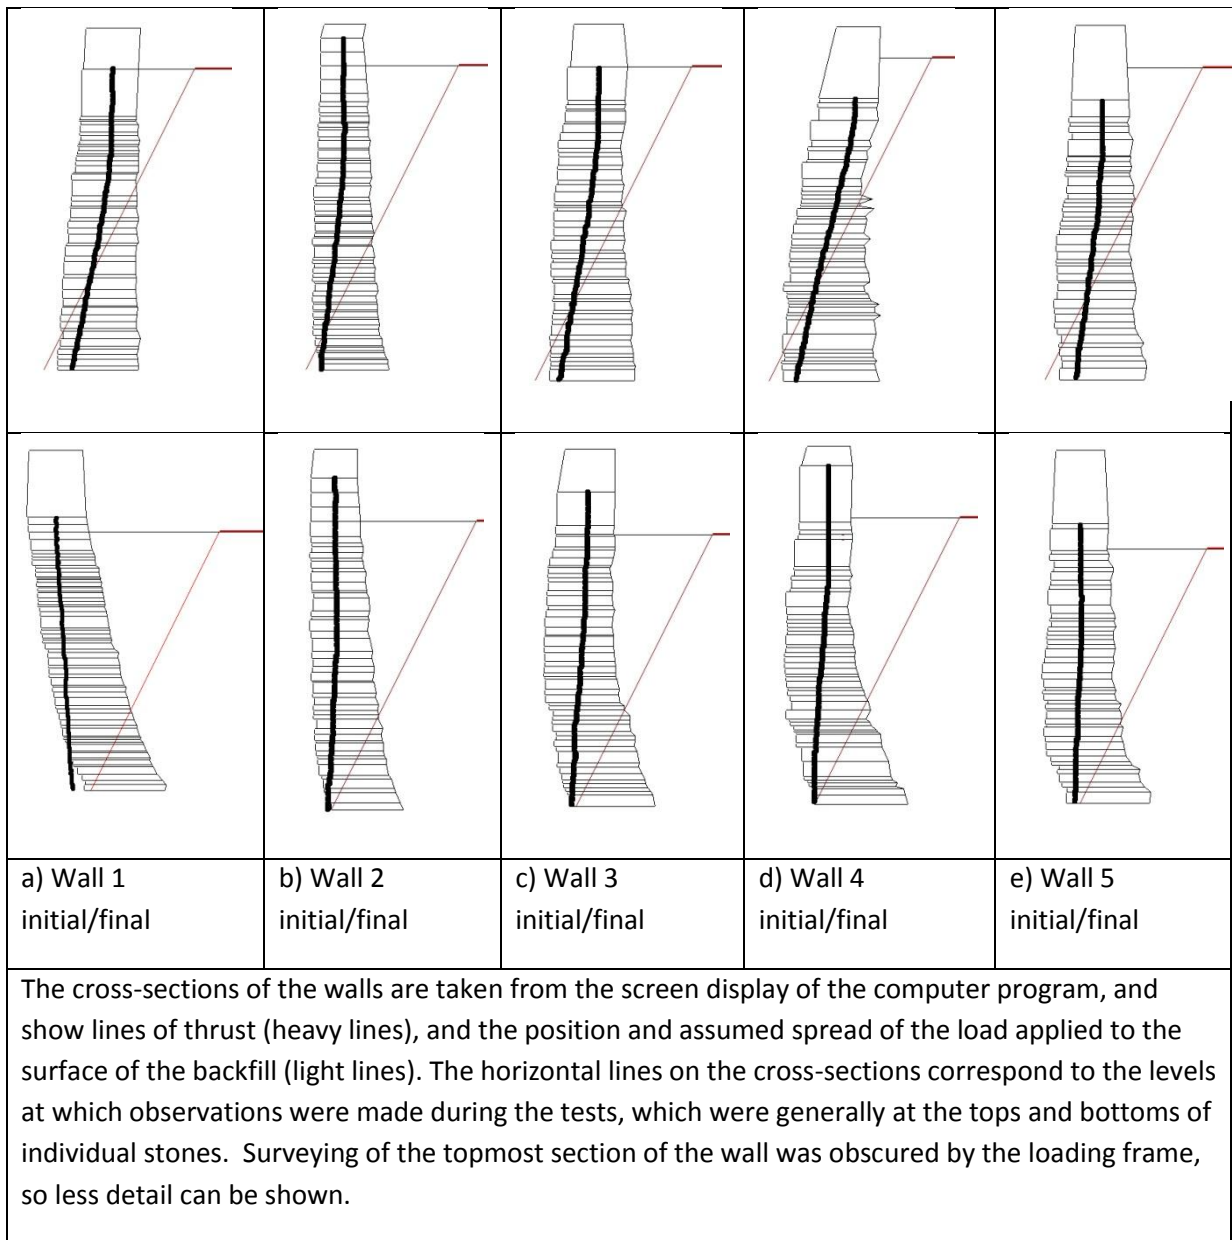 a) Wall 1
initial/final
b) Wall 2
initial/final
c) Wall 3
initial/final
d) Wall 4
initial/final
e) Wall 5
initial/final
The cross-sections of the walls are taken from the screen display of the computer program, and
show lines of thrust (heavy lines), and the position and assumed spread of the load applied to the
surface of the backfill (light lines). The horizontal lines on the cross-sections correspond to the levels
at which observations were made during the tests, which were generally at the tops and bottoms of
individual stones.  Surveying of the topmost section of the wall was obscured by the loading frame,
so less detail can be shown.